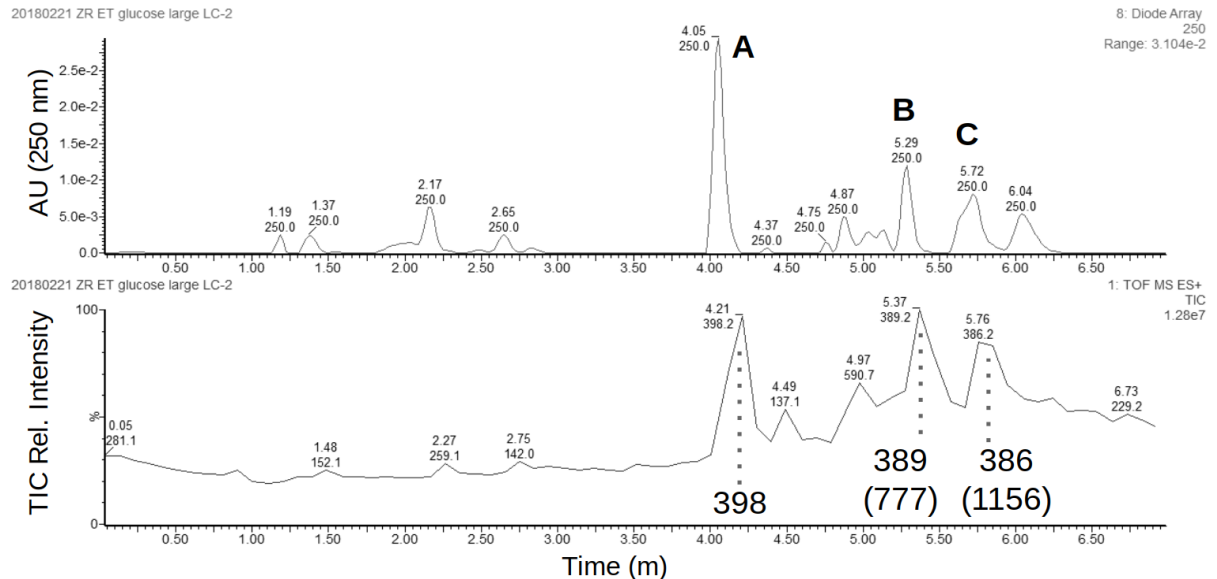 20180221 ZR ET glucose large LC-2
8: Diode Array
250
Range: 3.104e-2
AU (250 nm)
2.5e-2
2.0e-2
1.5e-2
1.0e-2
5.0e-3
0.0
1.19
250.0
1.37
250.0
2.17
250.0
2.65
250.0
4.05
250.0
A
4.37
250.0
4.75
250.0
4.87
250.0
B
5.29
250.0
C
5.72
250.0
6.04
250.0
0.50 1.00 1.50 2.00 2.50 3.00 3.50 4.00 4.50 5.00 5.50 6.00 6.50
20180221 ZR ET glucose large LC-2
1: TOF MS ES+
TIC
1.28e7
TIC Rel. Intensity
100
%
0
0.05
281.1
1.48
152.1
2.27
259.1
2.75
142.0
4.21
398.2
4.49
137.1
4.97
590.7
5.37
389.2
5.76
386.2
6.73
229.2
398
389
(777)
386
(1156)
0.50 1.00 1.50 2.00 2.50 3.00 3.50 4.00 4.50 5.00 5.50 6.00 6.50
Time (m)